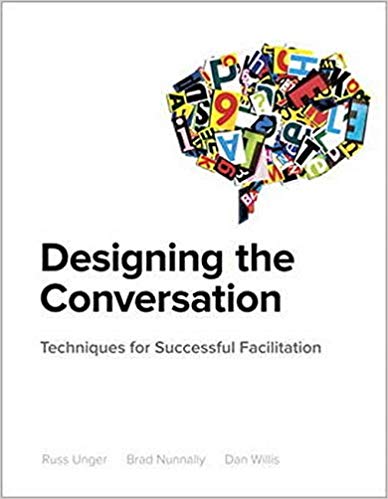 Designing the
Conversation
Techniques for Successful Facilitation
Russ Unger Brad Nunnally Dan Willis